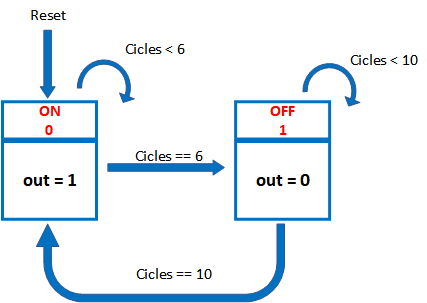 Reset
Cicles < 6
Cicles < 10
ON
0
OFF
1
out = 1
Cicles == 6
out = 0
Cicles == 10